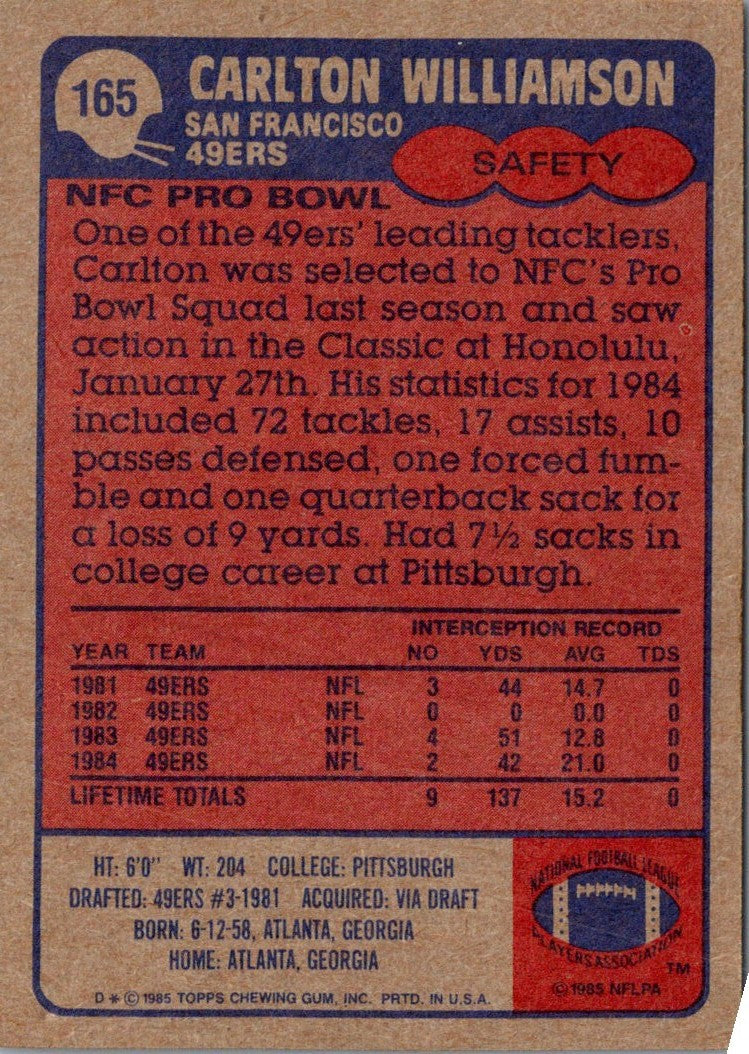 165
CARLTON WILLIAMSON
SAN FRANCISCO
49ERS
SAFETY
NFC PRO BOWL
One of the 49ers' leading tacklers,
Carlton was selected to NFC's Pro
Bowl Squad last season and saw
action in the Classic at Honolulu,
January 27th. His statistics for 1984
included 72 tackles, 17 assists, 10
passes defensed, one forced fum-
ble and one quarterback sack for
a loss of 9 yards. Had 7½ sacks in
college career at Pittsburgh.
INTERCEPTION RECORD
YEAR TEAM NO YDS AVG TDS
1981 49ERS NFL 3 44 14.7 0
1982 49ERS NFL 0 0 0.0 0
1983 49ERS NFL 4 51 12.8 0
1984 49ERS NFL 2 42 21.0 0
LIFETIME TOTALS 9 137 15.2 0
HT: 6'0" WT: 204 COLLEGE: PITTSBURGH
DRAFTED: 49ERS #3-1981 ACQUIRED: VIA DRAFT
BORN: 6-12-58, ATLANTA, GEORGIA
HOME: ATLANTA, GEORGIA
D * © 1985 TOPPS CHEWING GUM, INC. PRTD. IN U.S.A.
NATIONAL FOOTBALL LEAGUE
PLAYERS ASSOCIATION
TM
© 1985 NFLPA